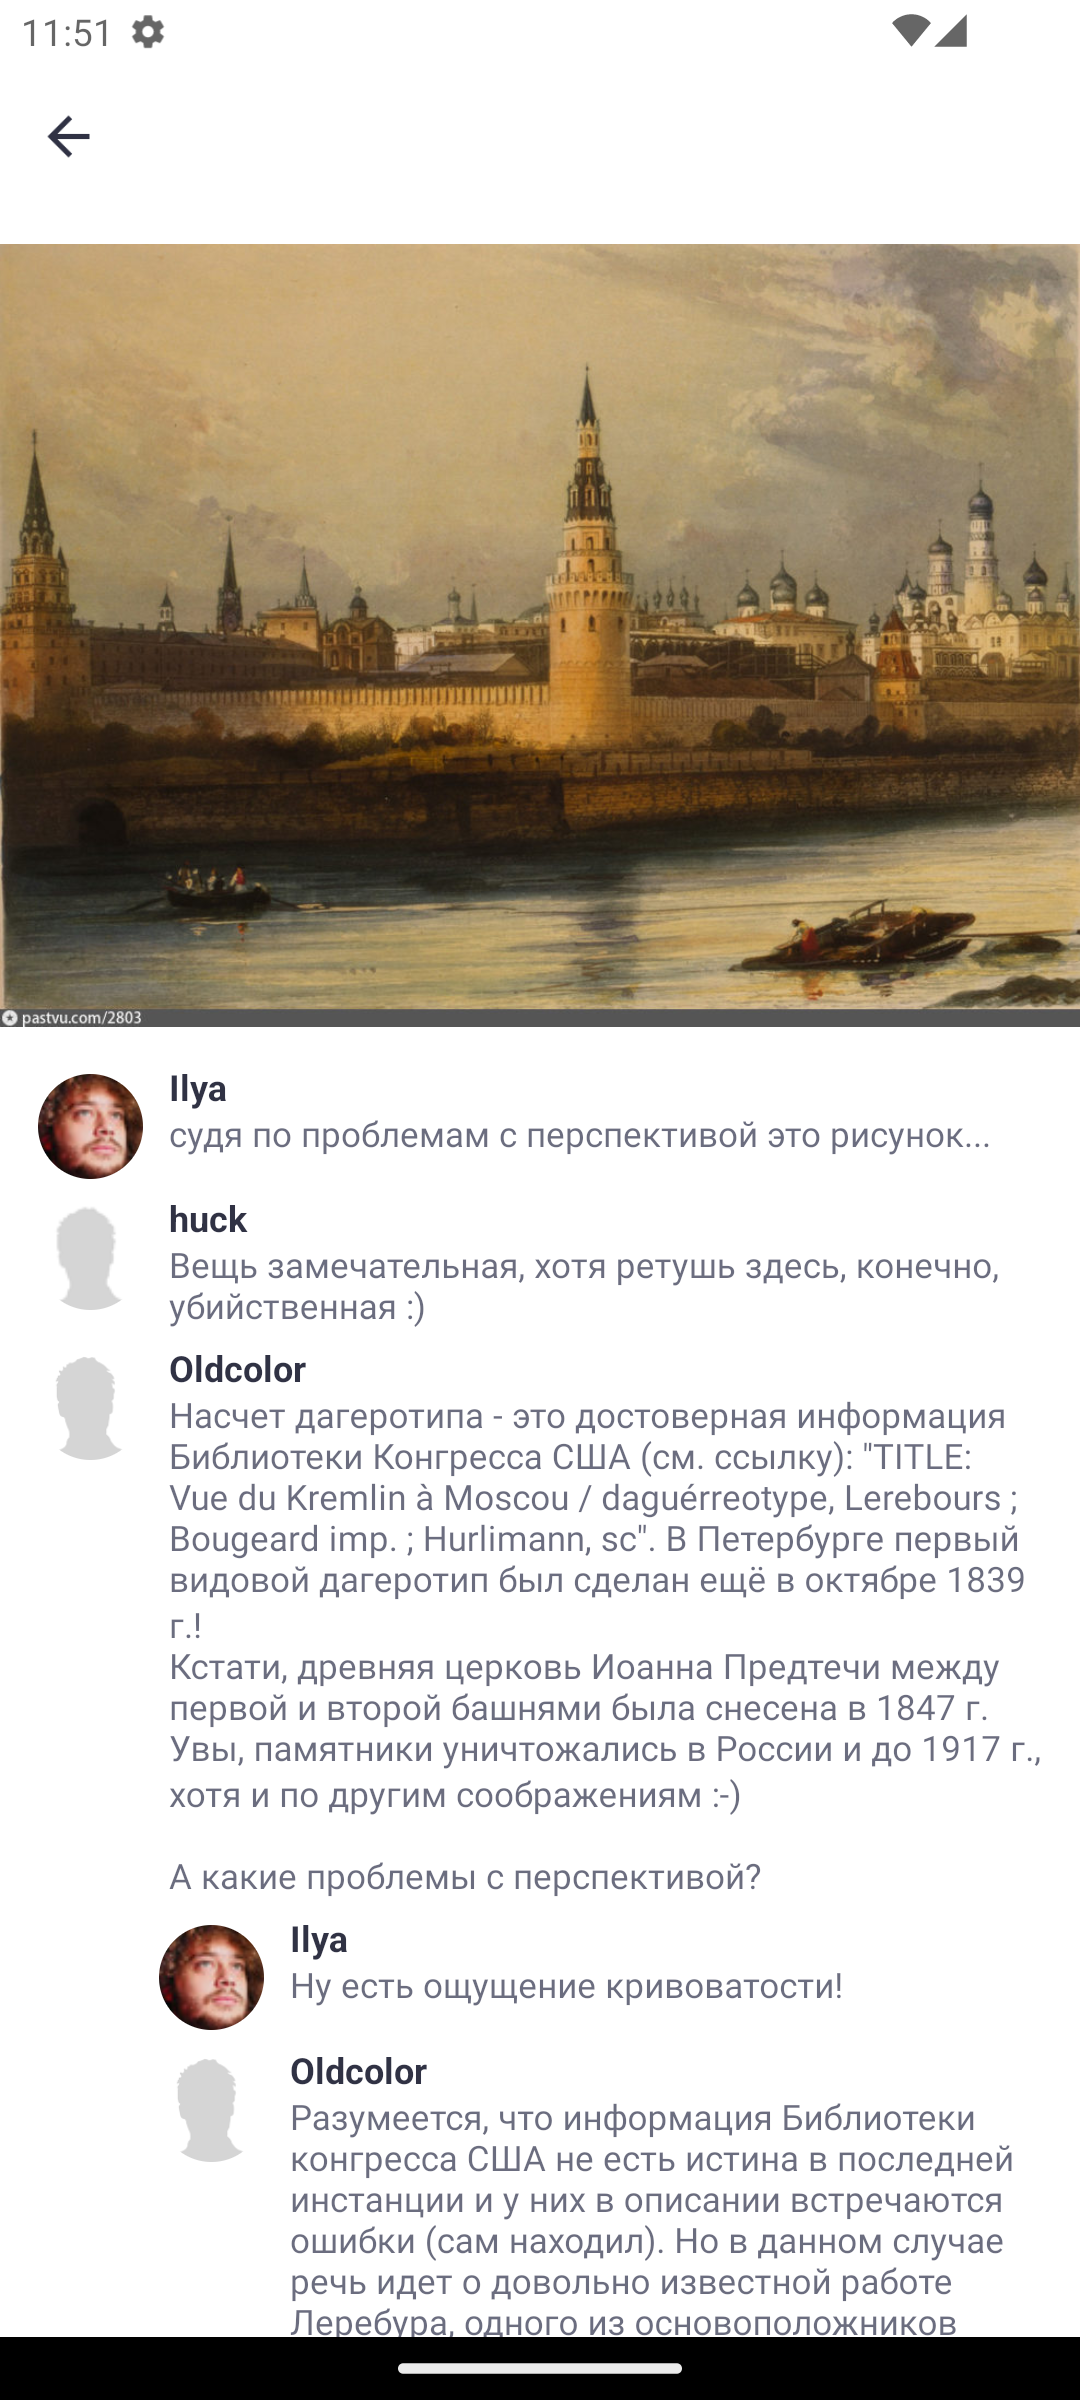 11:51
pastvu.com/2803
Ilya
судя по проблемам с перспективой это рисунок...
huck
Вещь замечательная, хотя ретушь здесь, конечно,
убийственная :)
Oldcolor
Насчет дагеротипа - это достоверная информация
Библиотеки Конгресса США (см. ссылку): "TITLE:
Vue du Kremlin à Moscou / daguérreotype, Lerebours ;
Bougeard imp. ; Hurlimann, sc". В Петербурге первый
видовой дагеротип был сделан ещё в октябре 1839
г.!
Кстати, древняя церковь Иоанна Предтечи между
первой и второй башнями была снесена в 1847 г.
Увы, памятники уничтожались в России и до 1917 г.,
хотя и по другим соображениям :-)
А какие проблемы с перспективой?
Ilya
Ну есть ощущение кривоватости!
Oldcolor
Разумеется, что информация Библиотеки
конгресса США не есть истина в последней
инстанции и у них в описании встречаются
ошибки (сам находил). Но в данном случае
речь идет о довольно известной работе
Леребура, одного из основоположников